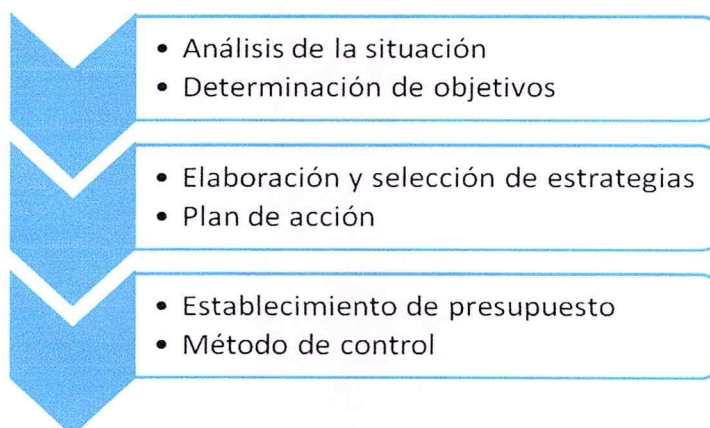 • Análisis de la situación
• Determinación de objetivos
• Elaboración y selección de estrategias
• Plan de acción
• Establecimiento de presupuesto
• Método de control